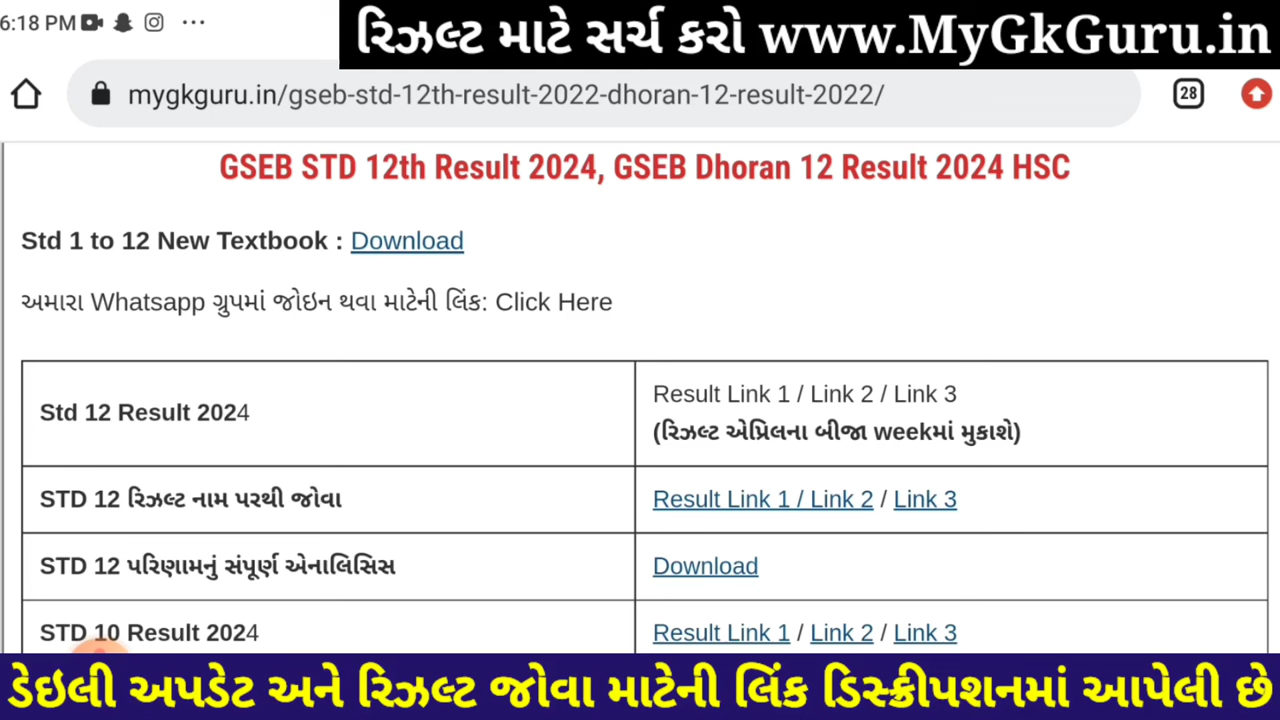 6:18 PM
રિઝલ્ટ માટે સર્ચ કરો www.MyGkGuru.in
mygkguru.in/gseb-std-12th-result-2022-dhoran-12-result-2022/
28
GSEB STD 12th Result 2024, GSEB Dhoran 12 Result 2024 HSC
Std 1 to 12 New Textbook : Download
અમારા Whatsapp ગ્રુપમાં જોઇન થવા માટેની લિંક: Click Here
Std 12 Result 2024
Result Link 1 / Link 2 / Link 3
(રિઝલ્ટ એપ્રિલના બીજા weekમાં મુકાશે)
STD 12 રિઝલ્ટ નામ પરથી જોવા
Result Link 1 / Link 2 / Link 3
STD 12 પરિણામનું સંપૂર્ણ એનાલિસિસ
Download
STD 10 Result 2024
Result Link 1 / Link 2 / Link 3
ડેઇલી અપડેટ અને રિઝલ્ટ જોવા માટેની લિંક ડિસ્ક્રીપશનમાં આપેલી છે